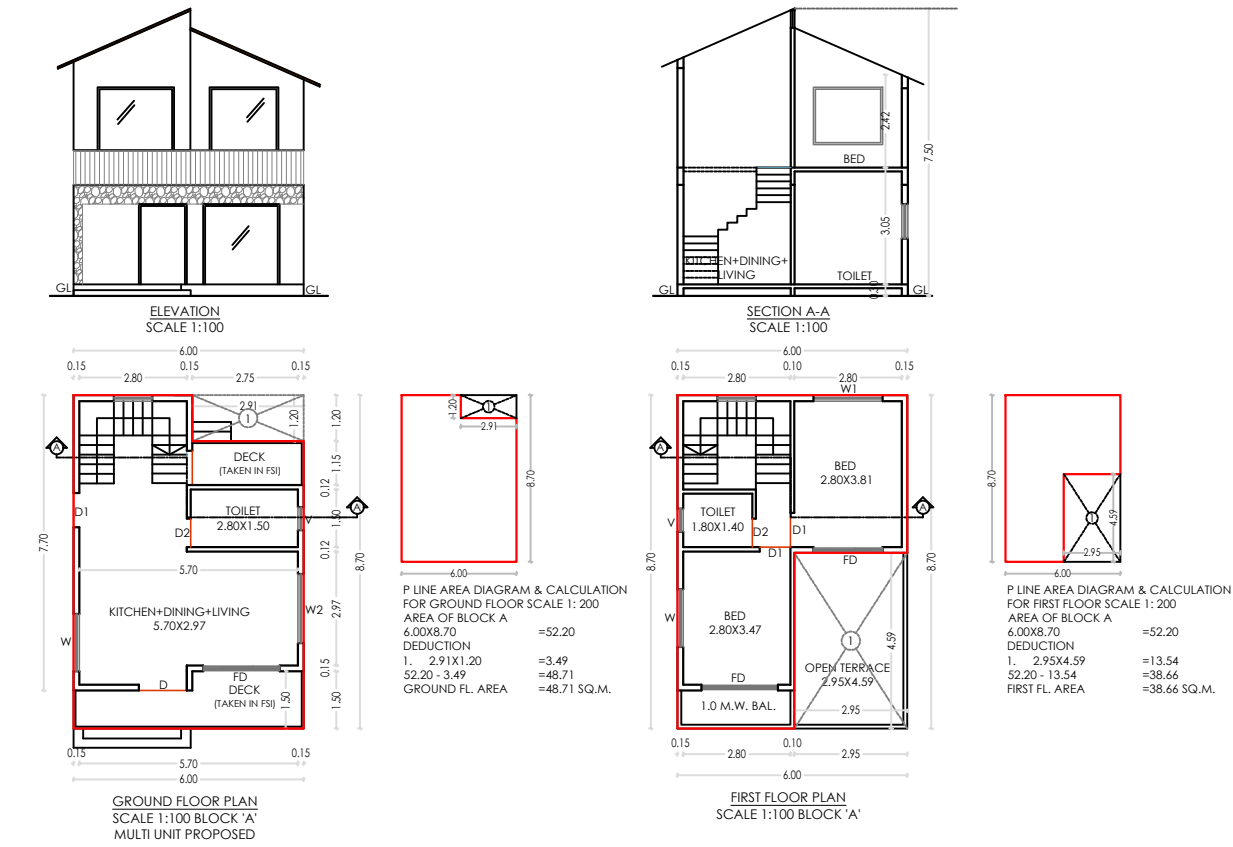 2.42
7.50
BED
3.05
KITCHEN+DINING+
LIVING
TOILET
0.30
GL
GL
GL
GL
ELEVATION
SCALE 1:100
SECTION A-A
SCALE 1:100
6.00
0.15
0.15
0.15
2.80
2.75
2.91
1
1.20
1.20
A
DECK
(TAKEN IN FSI)
1.15
0.12
D1
TOILET
2.80X1.50
D2
V
1.50
A
0.12
7.70
8.70
5.70
KITCHEN+DINING+LIVING
5.70X2.97
W2
2.97
W
0.15
FD
D
DECK
(TAKEN IN FSI)
1.50
1.50
0.15
0.15
5.70
6.00
GROUND FLOOR PLAN
SCALE 1:100 BLOCK 'A'
MULTI UNIT PROPOSED
1.20
1
2.91
8.70
6.00
P LINE AREA DIAGRAM & CALCULATION
FOR GROUND FLOOR SCALE 1: 200
AREA OF BLOCK A
6.00X8.70 =52.20
DEDUCTION
1. 2.91X1.20 =3.49
52.20 - 3.49 =48.71
GROUND FL. AREA =48.71 SQ.M.
6.00
0.15
0.10
0.15
2.80
2.80
W1
A
BED
2.80X3.81
TOILET
1.80X1.40
V
D2
D1
D1
A
FD
8.70
8.70
W
BED
2.80X3.47
1
4.59
OPEN TERRACE
2.95X4.59
FD
1.0 M.W. BAL.
2.95
0.15
0.10
2.80
2.95
6.00
FIRST FLOOR PLAN
SCALE 1:100 BLOCK 'A'
8.70
4.59
1
2.95
6.00
P LINE AREA DIAGRAM & CALCULATION
FOR FIRST FLOOR SCALE 1: 200
AREA OF BLOCK A
6.00X8.70 =52.20
DEDUCTION
1. 2.95X4.59 =13.54
52.20 - 13.54 =38.66
FIRST FL. AREA =38.66 SQ.M.